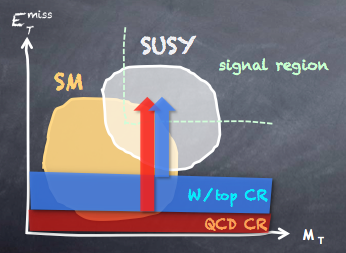 E_T^miss
SUSY
SM
signal region
W/top CR
QCD CR
M_T